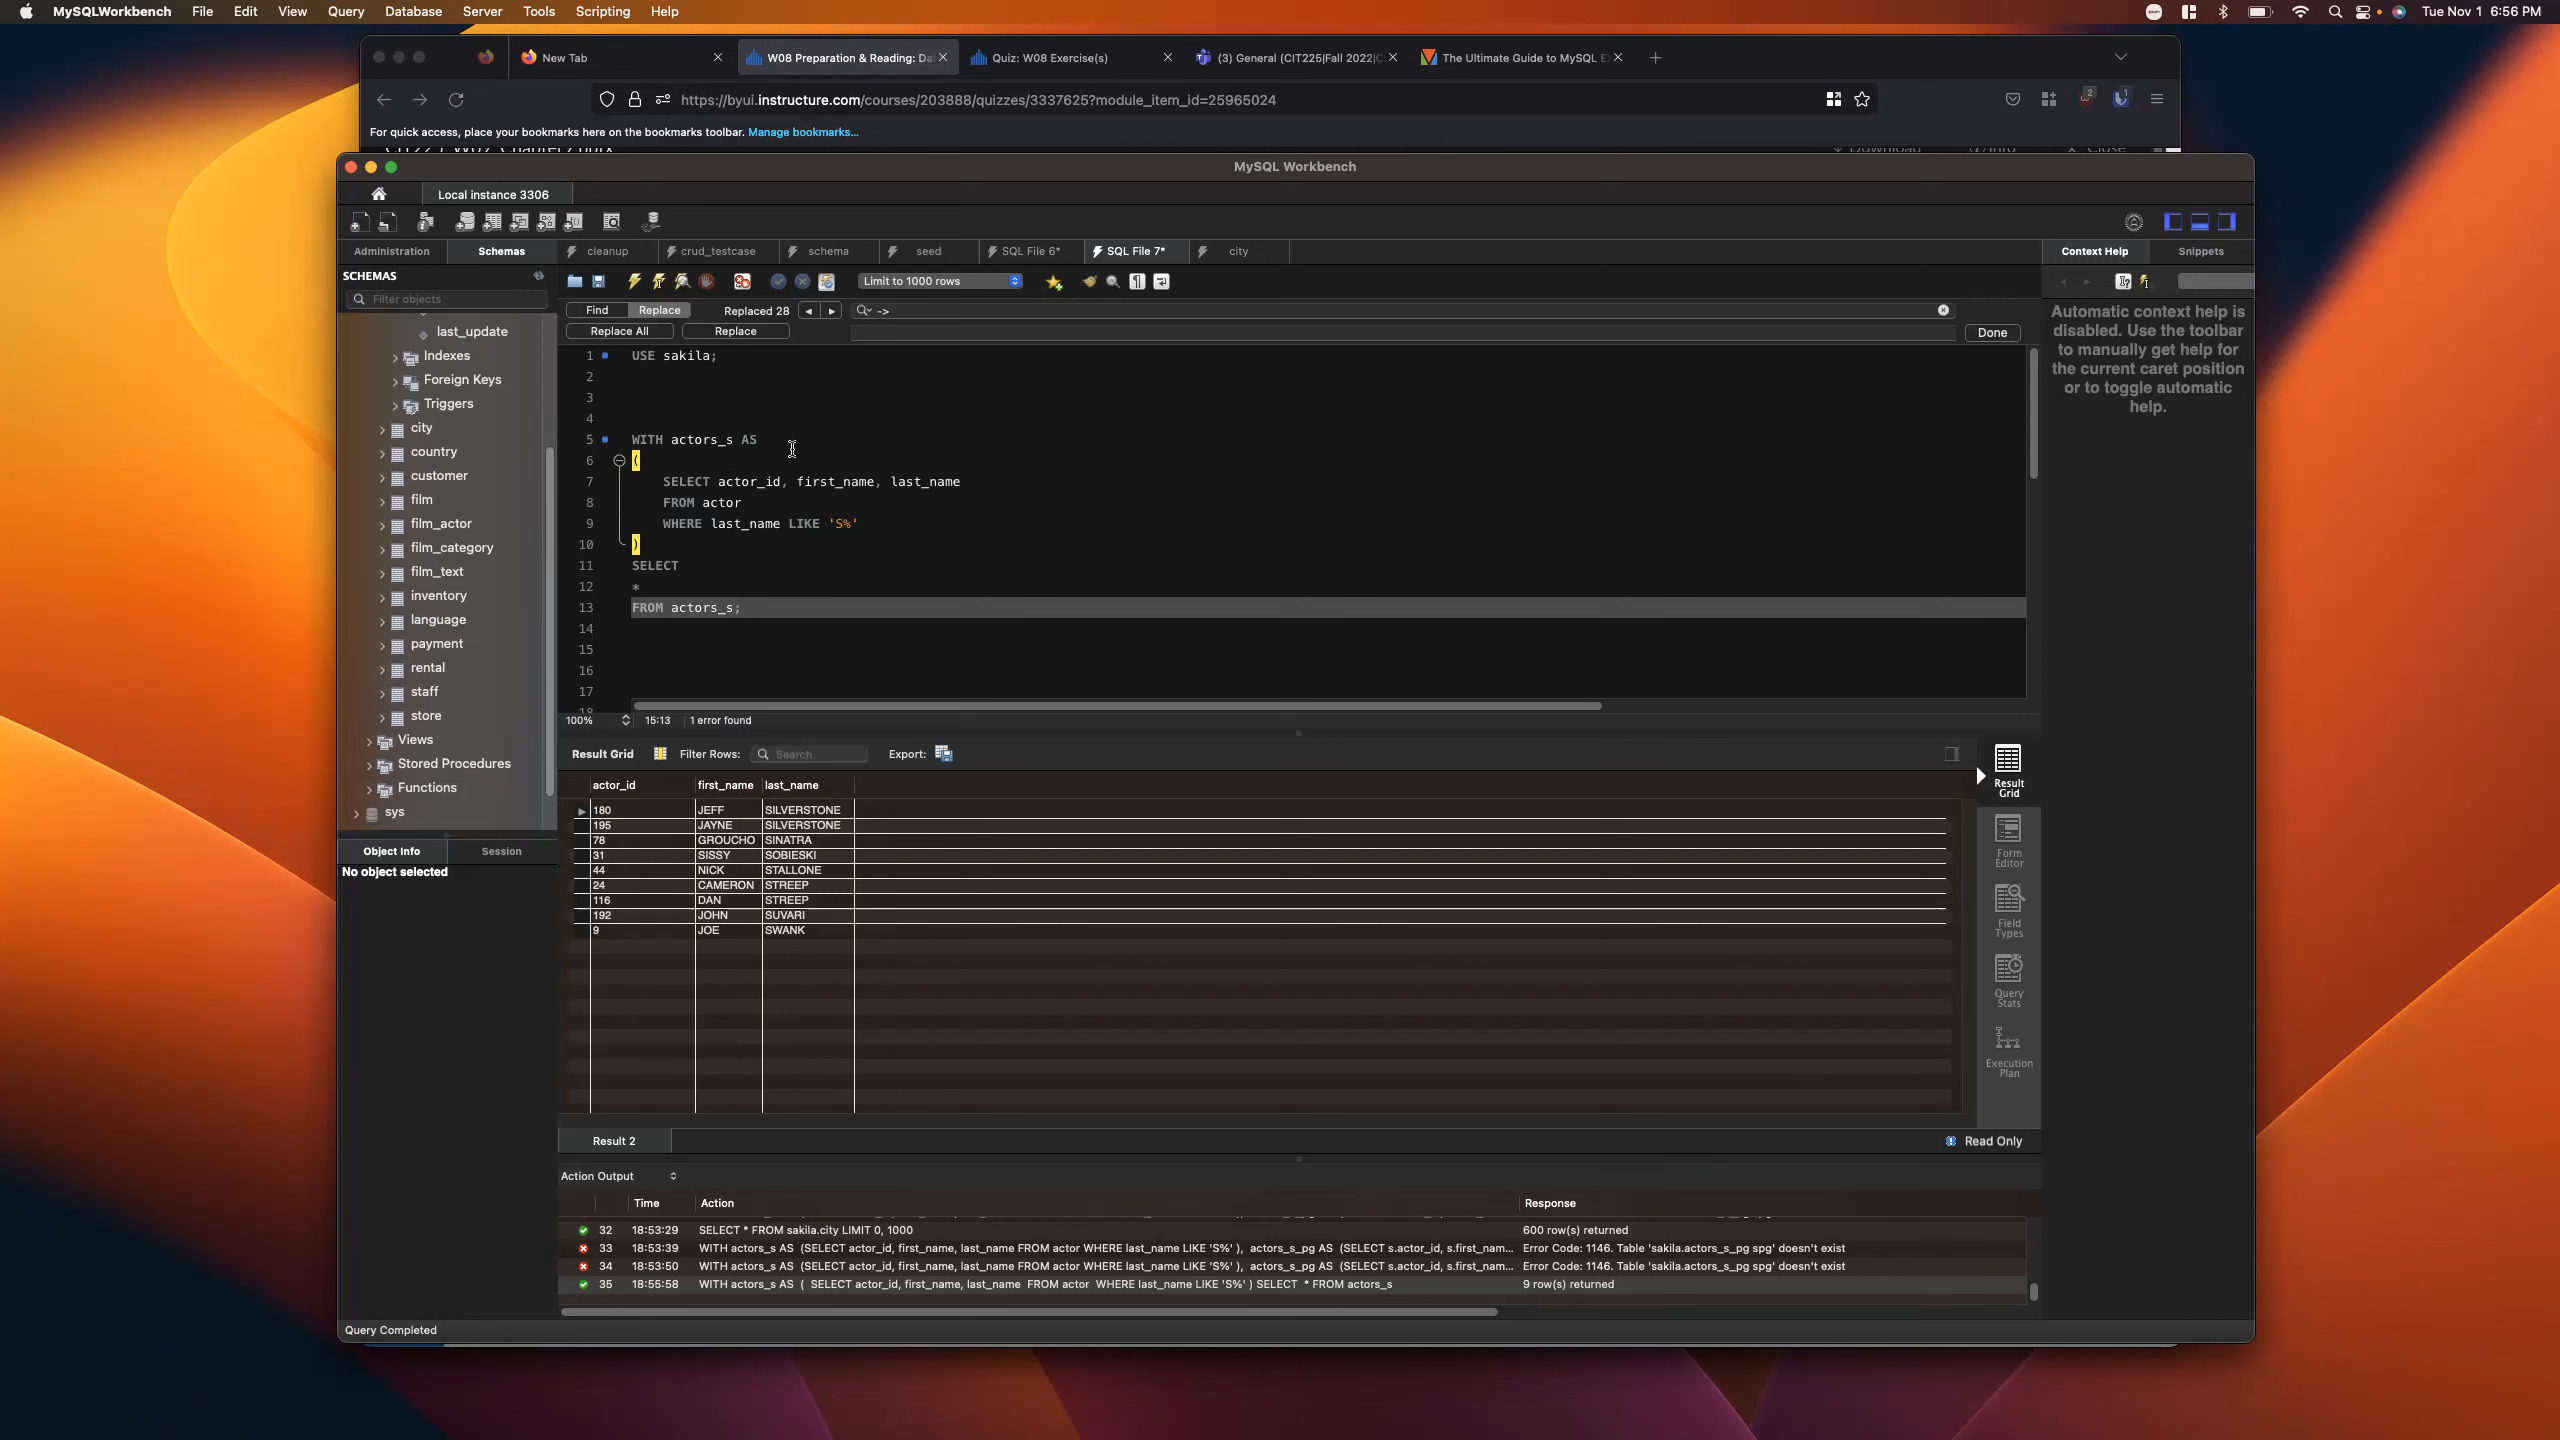 MySQLWorkbench File Edit View Query Database Server Tools Scripting Help
Tue Nov 1 6:56 PM
New Tab
W08 Preparation & Reading: Da
Quiz: W08 Exercise(s)
(3) General (CIT225|Fall 2022|C
The Ultimate Guide to MySQL E
https://byui.instructure.com/courses/203888/quizzes/3337625?module_item_id=25965024
2
1
For quick access, place your bookmarks here on the bookmarks toolbar. Manage bookmarks...
MySQL Workbench
Local instance 3306
Administration Schemas
cleanup crud_testcase schema seed SQL File 6* SQL File 7* city
Context Help Snippets
SCHEMAS
Filter objects
last_update
Indexes
Foreign Keys
Triggers
city
country
customer
film
film_actor
film_category
film_text
inventory
language
payment
rental
staff
store
Views
Stored Procedures
Functions
sys
Object Info Session
No object selected
Limit to 1000 rows
Find Replace Replaced 28 ->
Replace All Replace Done
1 USE sakila;
2
3
4
5 WITH actors_s AS
6 (
7 SELECT actor_id, first_name, last_name
8 FROM actor
9 WHERE last_name LIKE 'S%'
10 )
11 SELECT
12 *
13 FROM actors_s;
14
15
16
17
18
100% 15:13 1 error found
Automatic context help is
disabled. Use the toolbar
to manually get help for
the current caret position
or to toggle automatic
help.
Result Grid Filter Rows: Search Export:
actor_id first_name last_name
180 JEFF SILVERSTONE
195 JAYNE SILVERSTONE
78 GROUCHO SINATRA
31 SISSY SOBIESKI
44 NICK STALLONE
24 CAMERON STREEP
116 DAN STREEP
192 JOHN SUVARI
9 JOE SWANK
Result
Grid
Form
Editor
Field
Types
Query
Stats
Execution
Plan
Result 2
Read Only
Action Output
Time Action Response
32 18:53:29 SELECT * FROM sakila.city LIMIT 0, 1000 600 row(s) returned
33 18:53:39 WITH actors_s AS (SELECT actor_id, first_name, last_name FROM actor WHERE last_name LIKE 'S%' ), actors_s_pg AS (SELECT s.actor_id, s.first_nam... Error Code: 1146. Table 'sakila.actors_s_pg spg' doesn't exist
34 18:53:50 WITH actors_s AS (SELECT actor_id, first_name, last_name FROM actor WHERE last_name LIKE 'S%' ), actors_s_pg AS (SELECT s.actor_id, s.first_nam... Error Code: 1146. Table 'sakila.actors_s_pg spg' doesn't exist
35 18:55:58 WITH actors_s AS ( SELECT actor_id, first_name, last_name FROM actor WHERE last_name LIKE 'S%' ) SELECT * FROM actors_s 9 row(s) returned
Query Completed